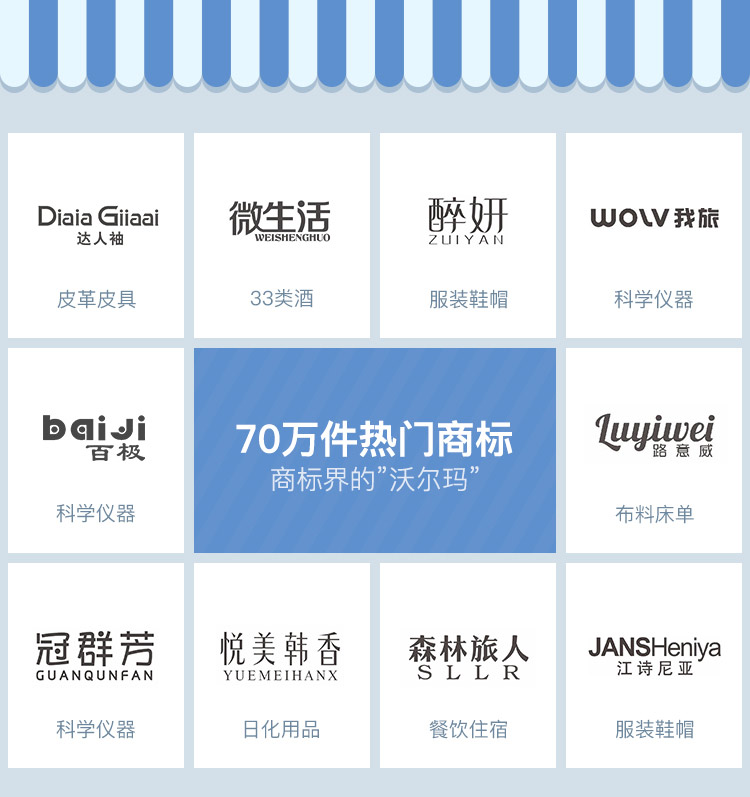 Diaia Giiaai
达人袖
皮革皮具
微生活
WEISHENGHUO
33类酒
醉妍
ZUIYAN
服装鞋帽
WOLV我旅
科学仪器
baiji
百极
科学仪器
70万件热门商标
商标界的”沃尔玛”
Luyiwei
路意威
布料床单
冠群芳
GUANQUNFAN
科学仪器
悦美韩香
YUEMEIHANX
日化用品
森林旅人
SLLR
餐饮住宿
JANSHeniya
江诗尼亚
服装鞋帽